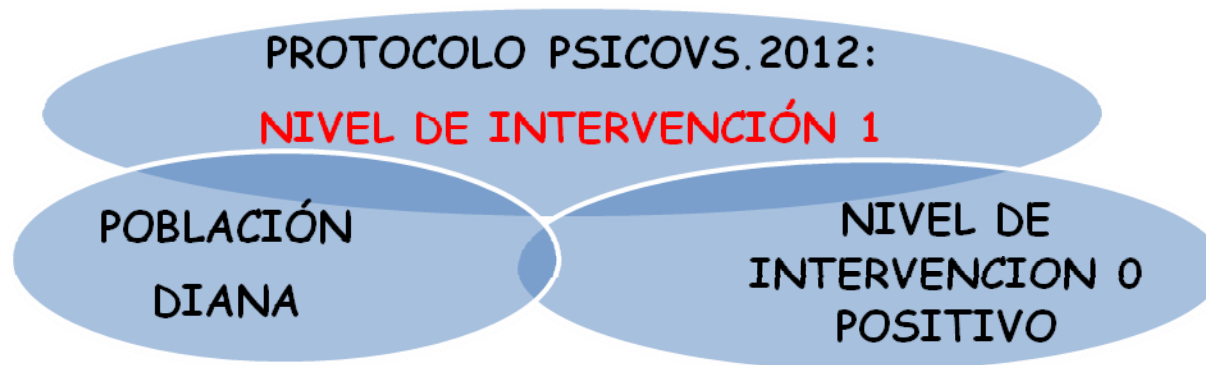 PROTOCOLO PSICOVS.2012:
NIVEL DE INTERVENCIÓN 1
POBLACIÓN
DIANA
NIVEL DE
INTERVENCION 0
POSITIVO